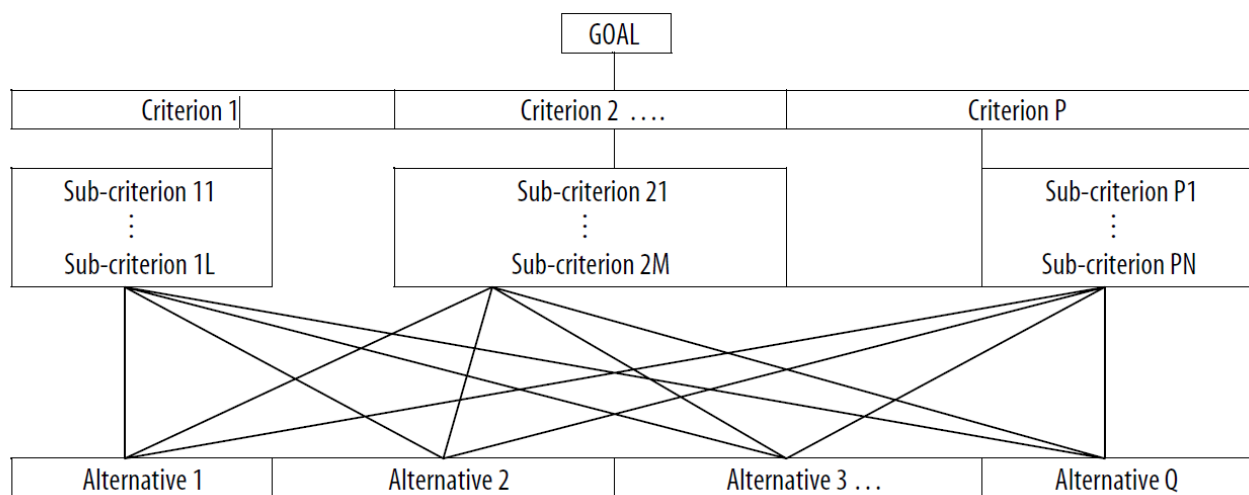 GOAL
Criterion 1 Criterion 2 .... Criterion P
Sub-criterion 11 Sub-criterion 21 Sub-criterion P1
⋮ ⋮ ⋮
Sub-criterion 1L Sub-criterion 2M Sub-criterion PN
Alternative 1 Alternative 2 Alternative 3 ... Alternative Q